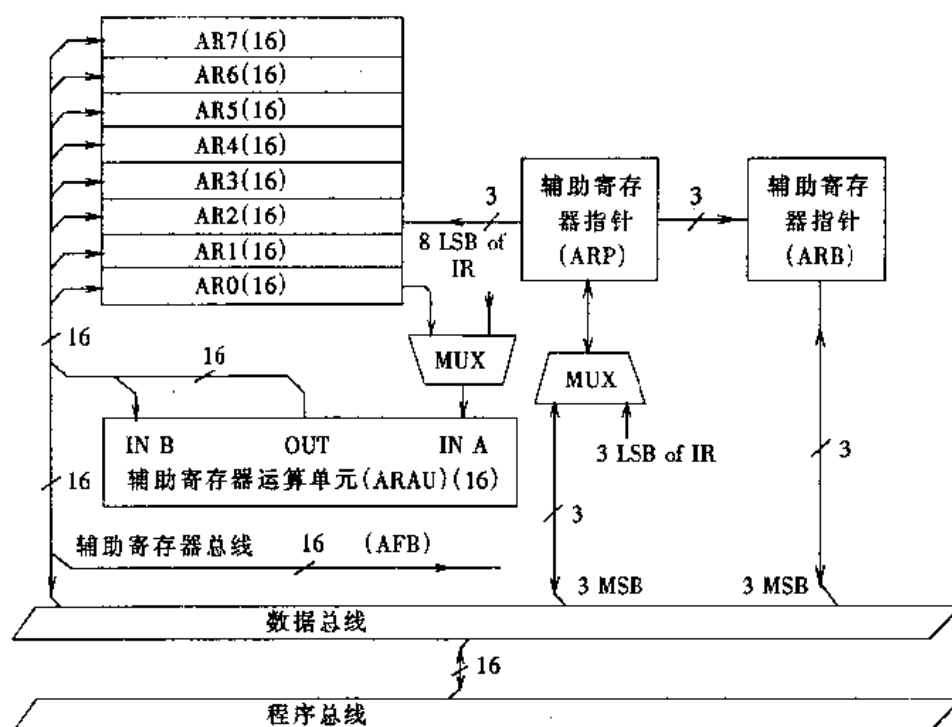 AR7(16)
AR6(16)
AR5(16)
AR4(16)
AR3(16)
AR2(16)
AR1(16)
AR0(16)
3
8 LSB of
IR
辅助寄存
器指针
(ARP)
3
辅助寄存
器指针
(ARB)
16
16
MUX
MUX
IN B
OUT
IN A
辅助寄存器运算单元(ARAU)(16)
3 LSB of IR
16
3
3
辅助寄存器总线
16
(AFB)
3 MSB
3 MSB
数据总线
16
程序总线